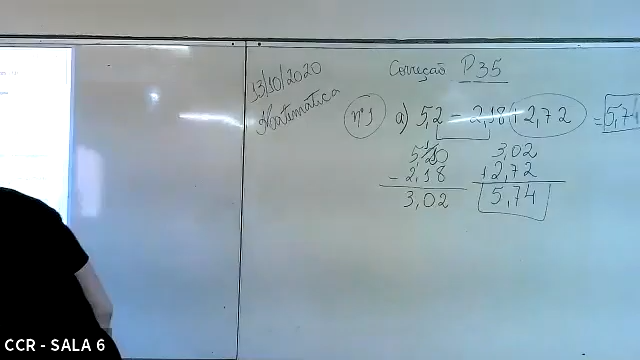 13/10/2020
Matemática
Correção P35
nº1 a) 5,2 - 2,18 + 2,72 = 5,74
5,20
- 2,18
3,02
3,02
+ 2,72
5,74
CCR - SALA 6